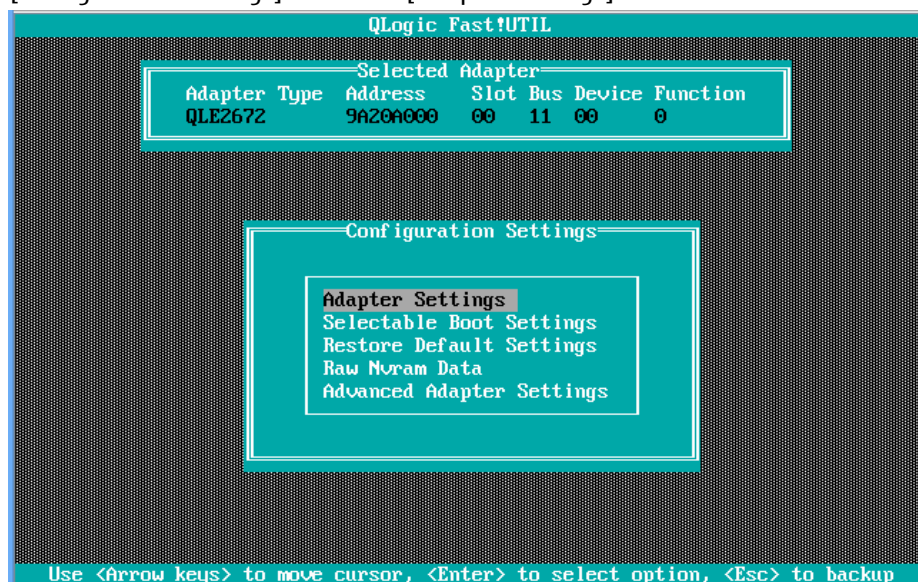 QLogic Fast!UTIL
Selected Adapter
Adapter Type Address Slot Bus Device Function
QLE2672 9A20A000 00 11 00 0
Configuration Settings
Adapter Settings
Selectable Boot Settings
Restore Default Settings
Raw Nvram Data
Advanced Adapter Settings
Use <Arrow keys> to move cursor, <Enter> to select option, <Esc> to backup